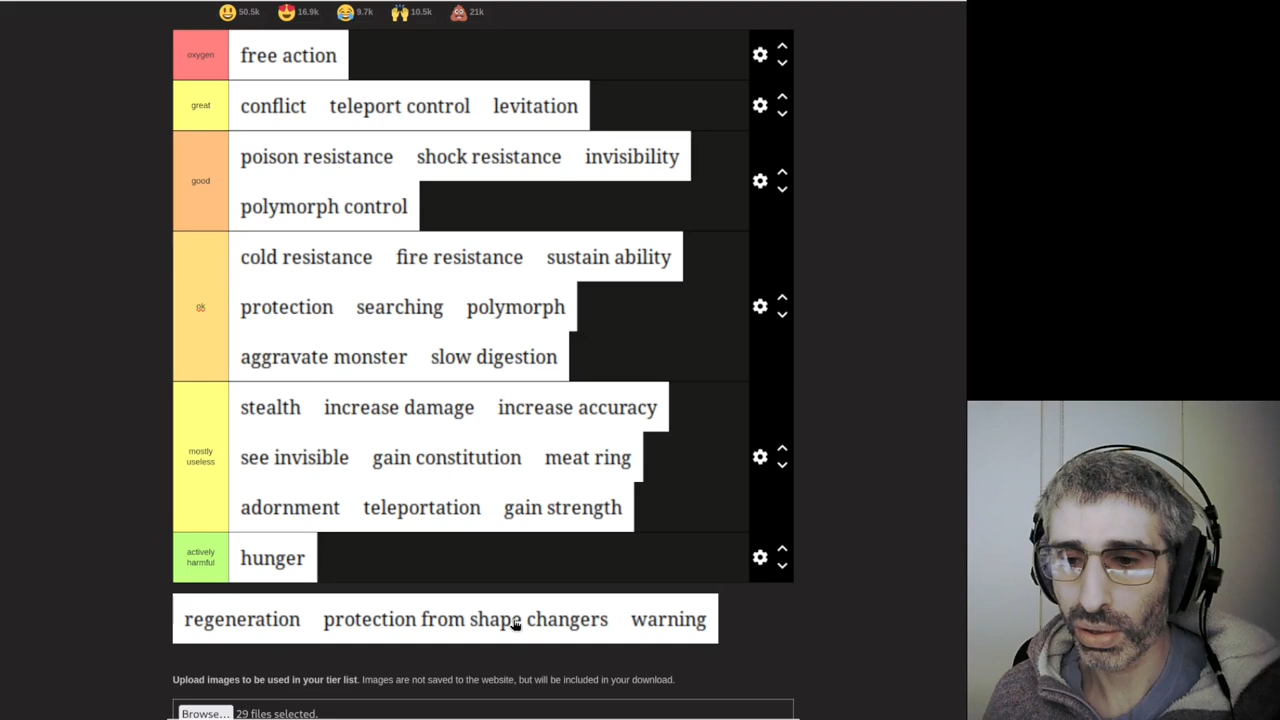 50.5k 16.9k 9.7k 10.5k 21k
oxygen free action
great conflict teleport control levitation
good
poison resistance shock resistance invisibility
polymorph control
ok
cold resistance fire resistance sustain ability
protection searching polymorph
aggravate monster slow digestion
mostly useless
stealth increase damage increase accuracy
see invisible gain constitution meat ring
adornment teleportation gain strength
actively harmful
hunger
regeneration protection from shape changers warning
Upload images to be used in your tier list. Images are not saved to the website, but will be included in your download.
Browse... 29 files selected.